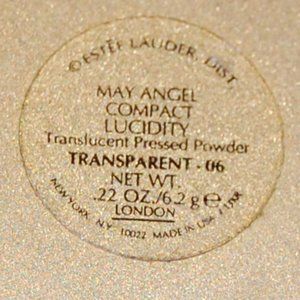 © ESTÉE LAUDER, DIST.
MAY ANGEL
COMPACT
LUCIDITY
Translucent Pressed Powder
TRANSPARENT - 06
NET WT.
.22 OZ./6.2 g ℮
LONDON
NEW YORK, N.Y. 10022 MADE IN USA